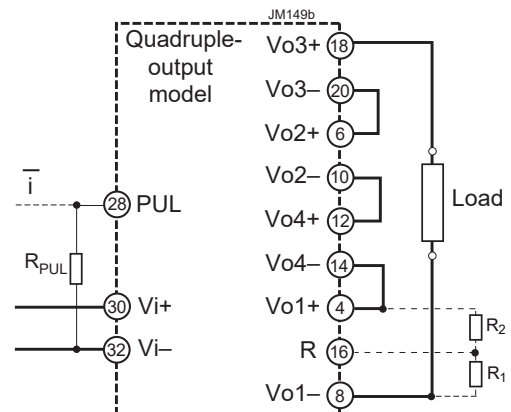 JM149b
Quadruple-
output
model
Vo3+ 18
Vo3– 20
Vo2+ 6
Vo2– 10
Vo4+ 12
Vo4– 14
Vo1+ 4
R 16
Vo1– 8
Load
R2
R1
i
28 PUL
RPUL
30 Vi+
32 Vi–